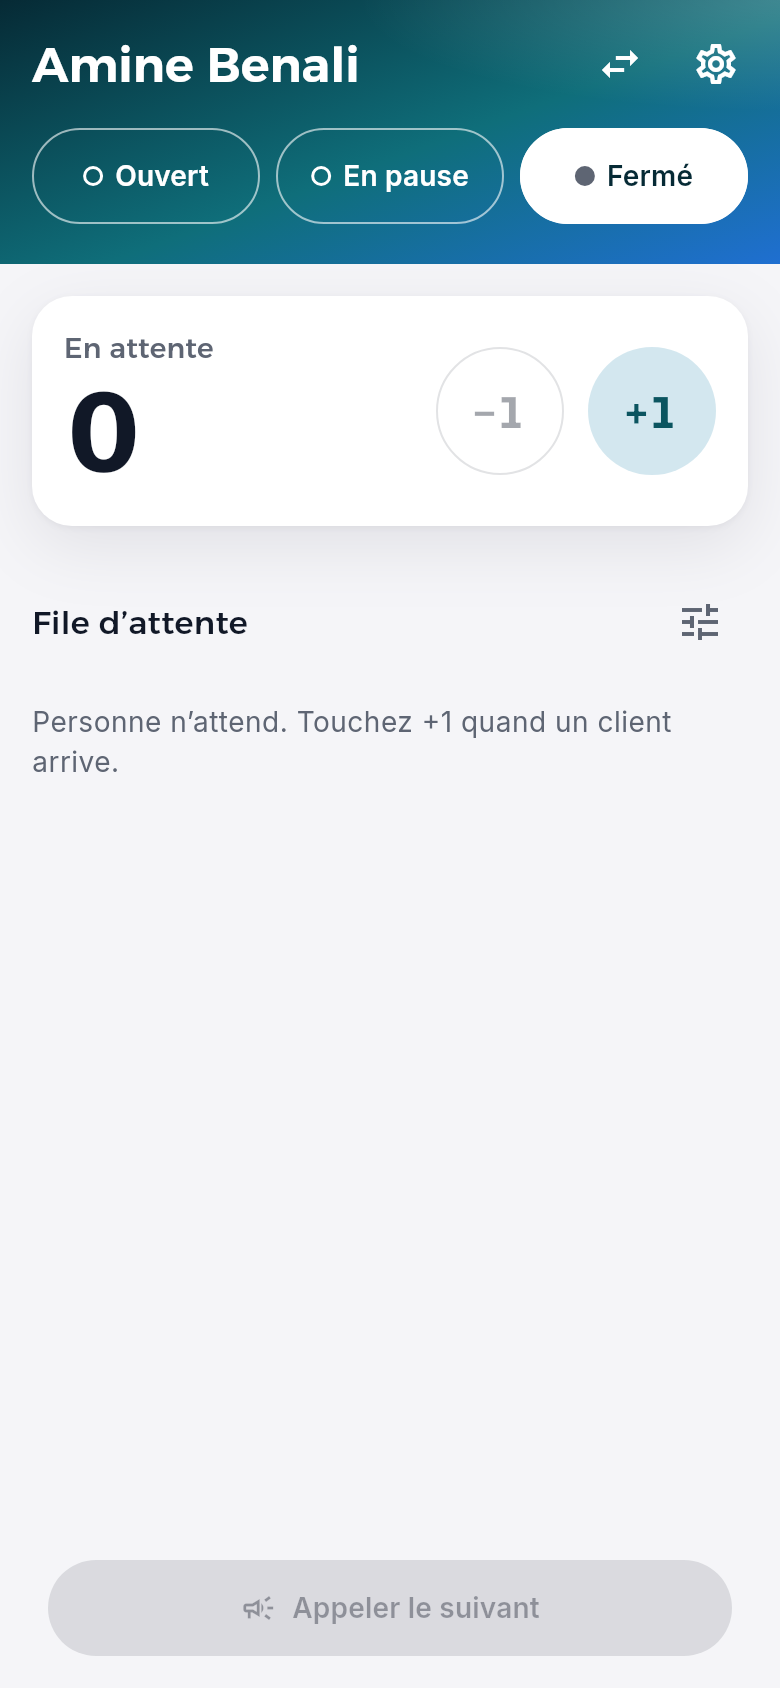 Amine Benali
Ouvert
En pause
Fermé
En attente
0
−1
+1
File d’attente
Personne n’attend. Touchez +1 quand un client
arrive.
Appeler le suivant